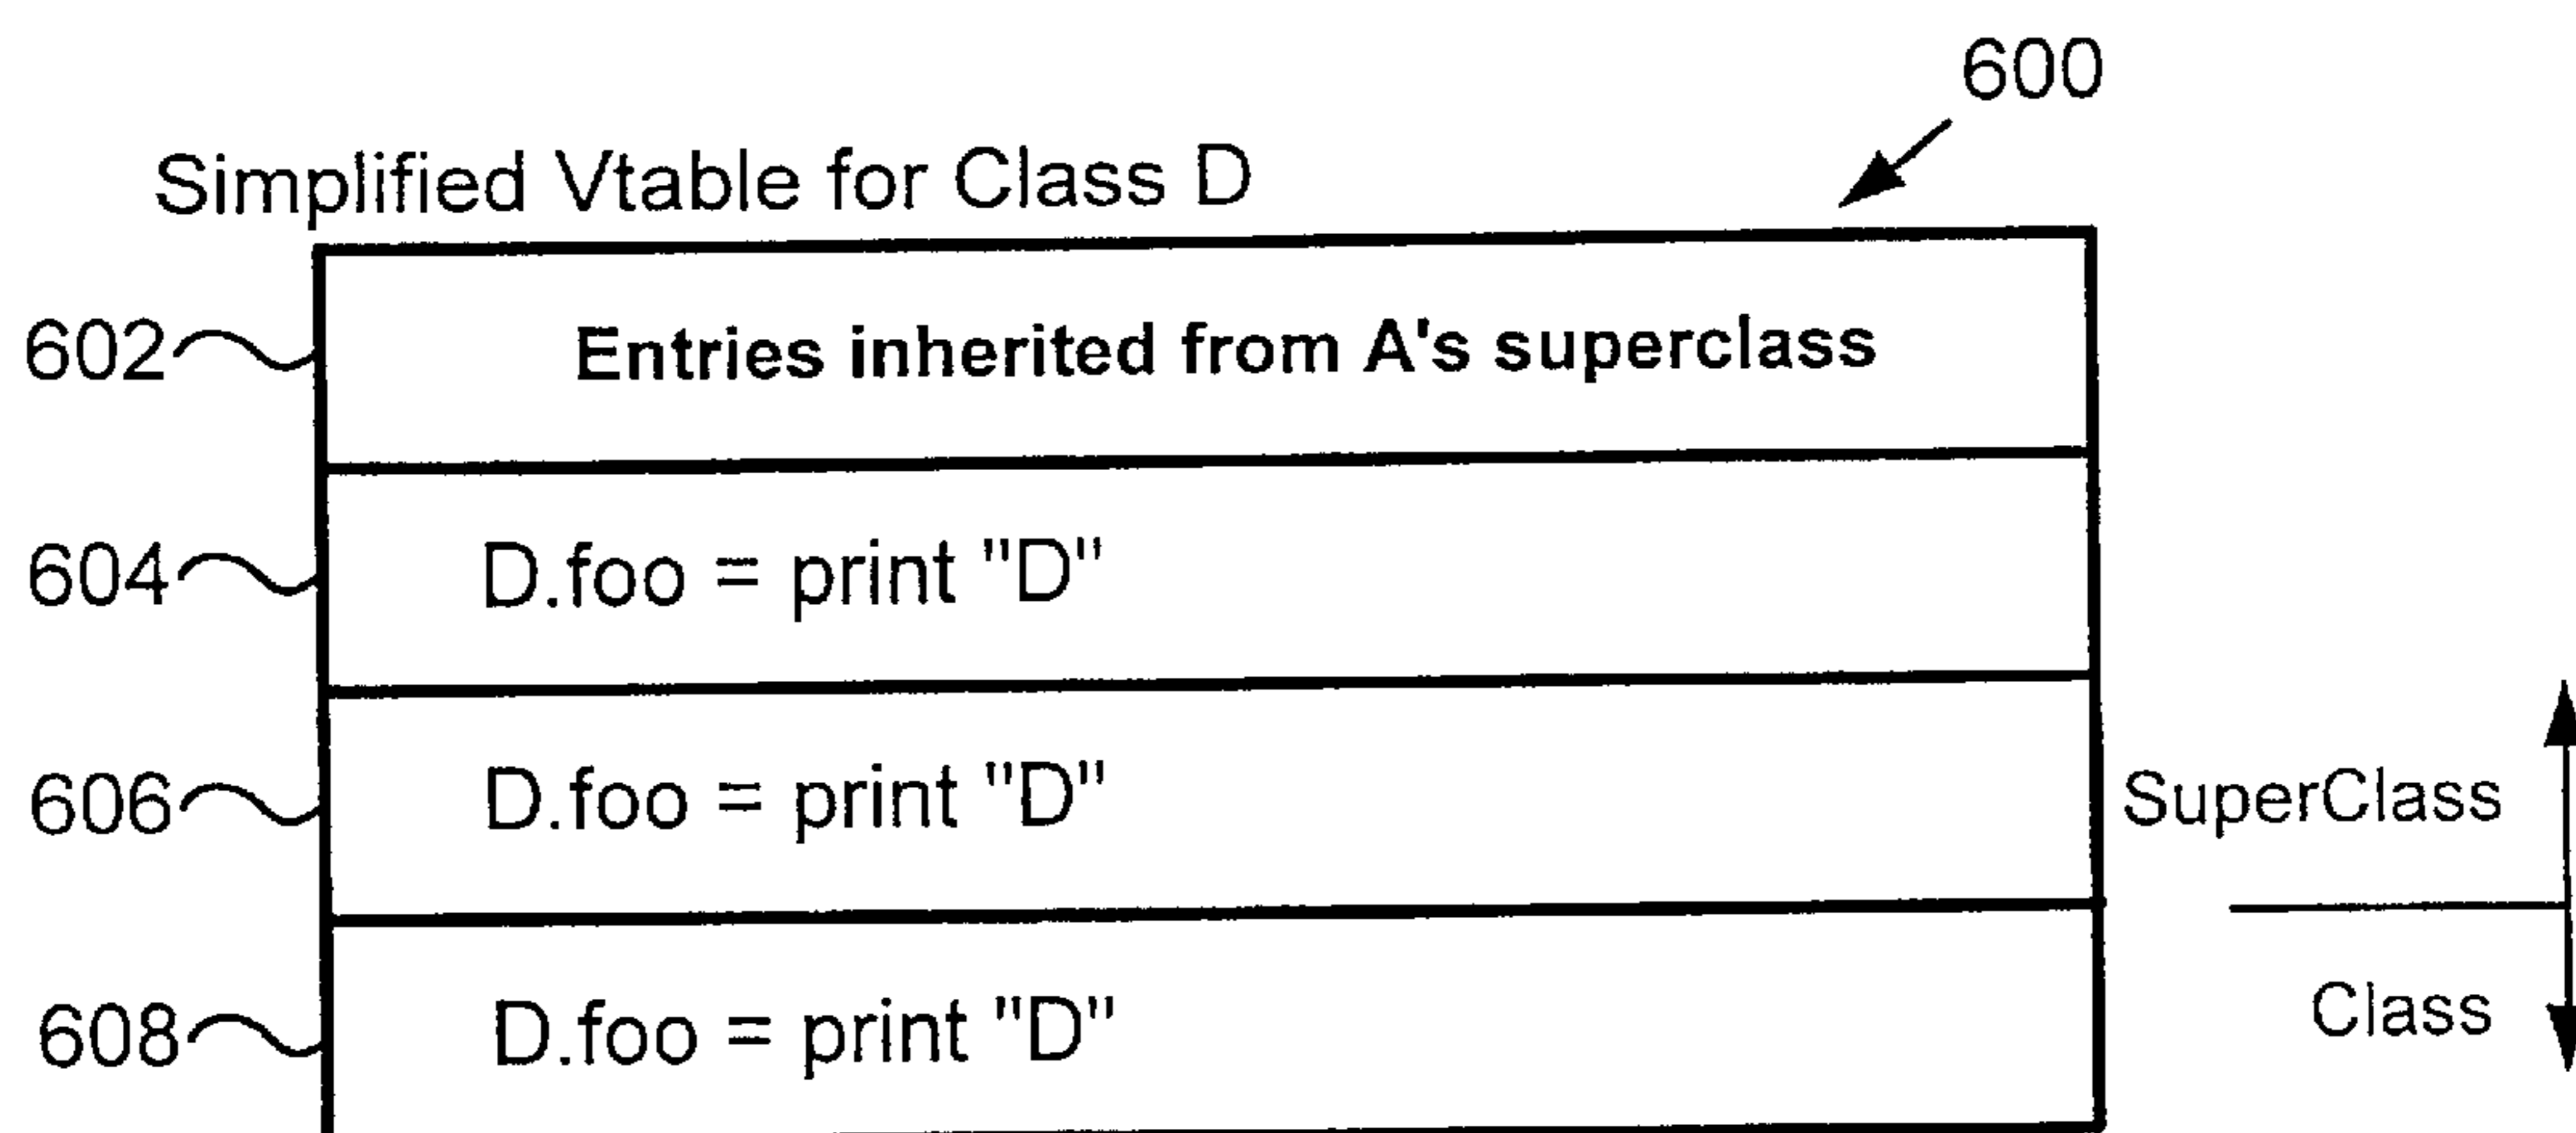 600
Simplified Vtable for Class D
602 Entries inherited from A's superclass
604 D.foo = print "D"
606 D.foo = print "D" SuperClass
608 D.foo = print "D" Class